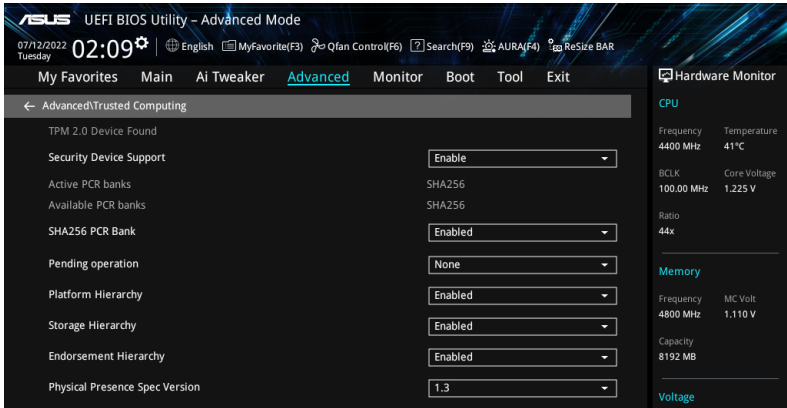 ASUS UEFI BIOS Utility – Advanced Mode
07/12/2022
Tuesday
02:09
English MyFavorite(F3) Qfan Control(F6) Search(F9) AURA(F4) ReSize BAR
My Favorites Main Ai Tweaker Advanced Monitor Boot Tool Exit
← Advanced\Trusted Computing
TPM 2.0 Device Found
Security Device Support Enable
Active PCR banks SHA256
Available PCR banks SHA256
SHA256 PCR Bank Enabled
Pending operation None
Platform Hierarchy Enabled
Storage Hierarchy Enabled
Endorsement Hierarchy Enabled
Physical Presence Spec Version 1.3
Hardware Monitor
CPU
Frequency Temperature
4400 MHz 41°C
BCLK Core Voltage
100.00 MHz 1.225 V
Ratio
44x
Memory
Frequency MC Volt
4800 MHz 1.110 V
Capacity
8192 MB
Voltage